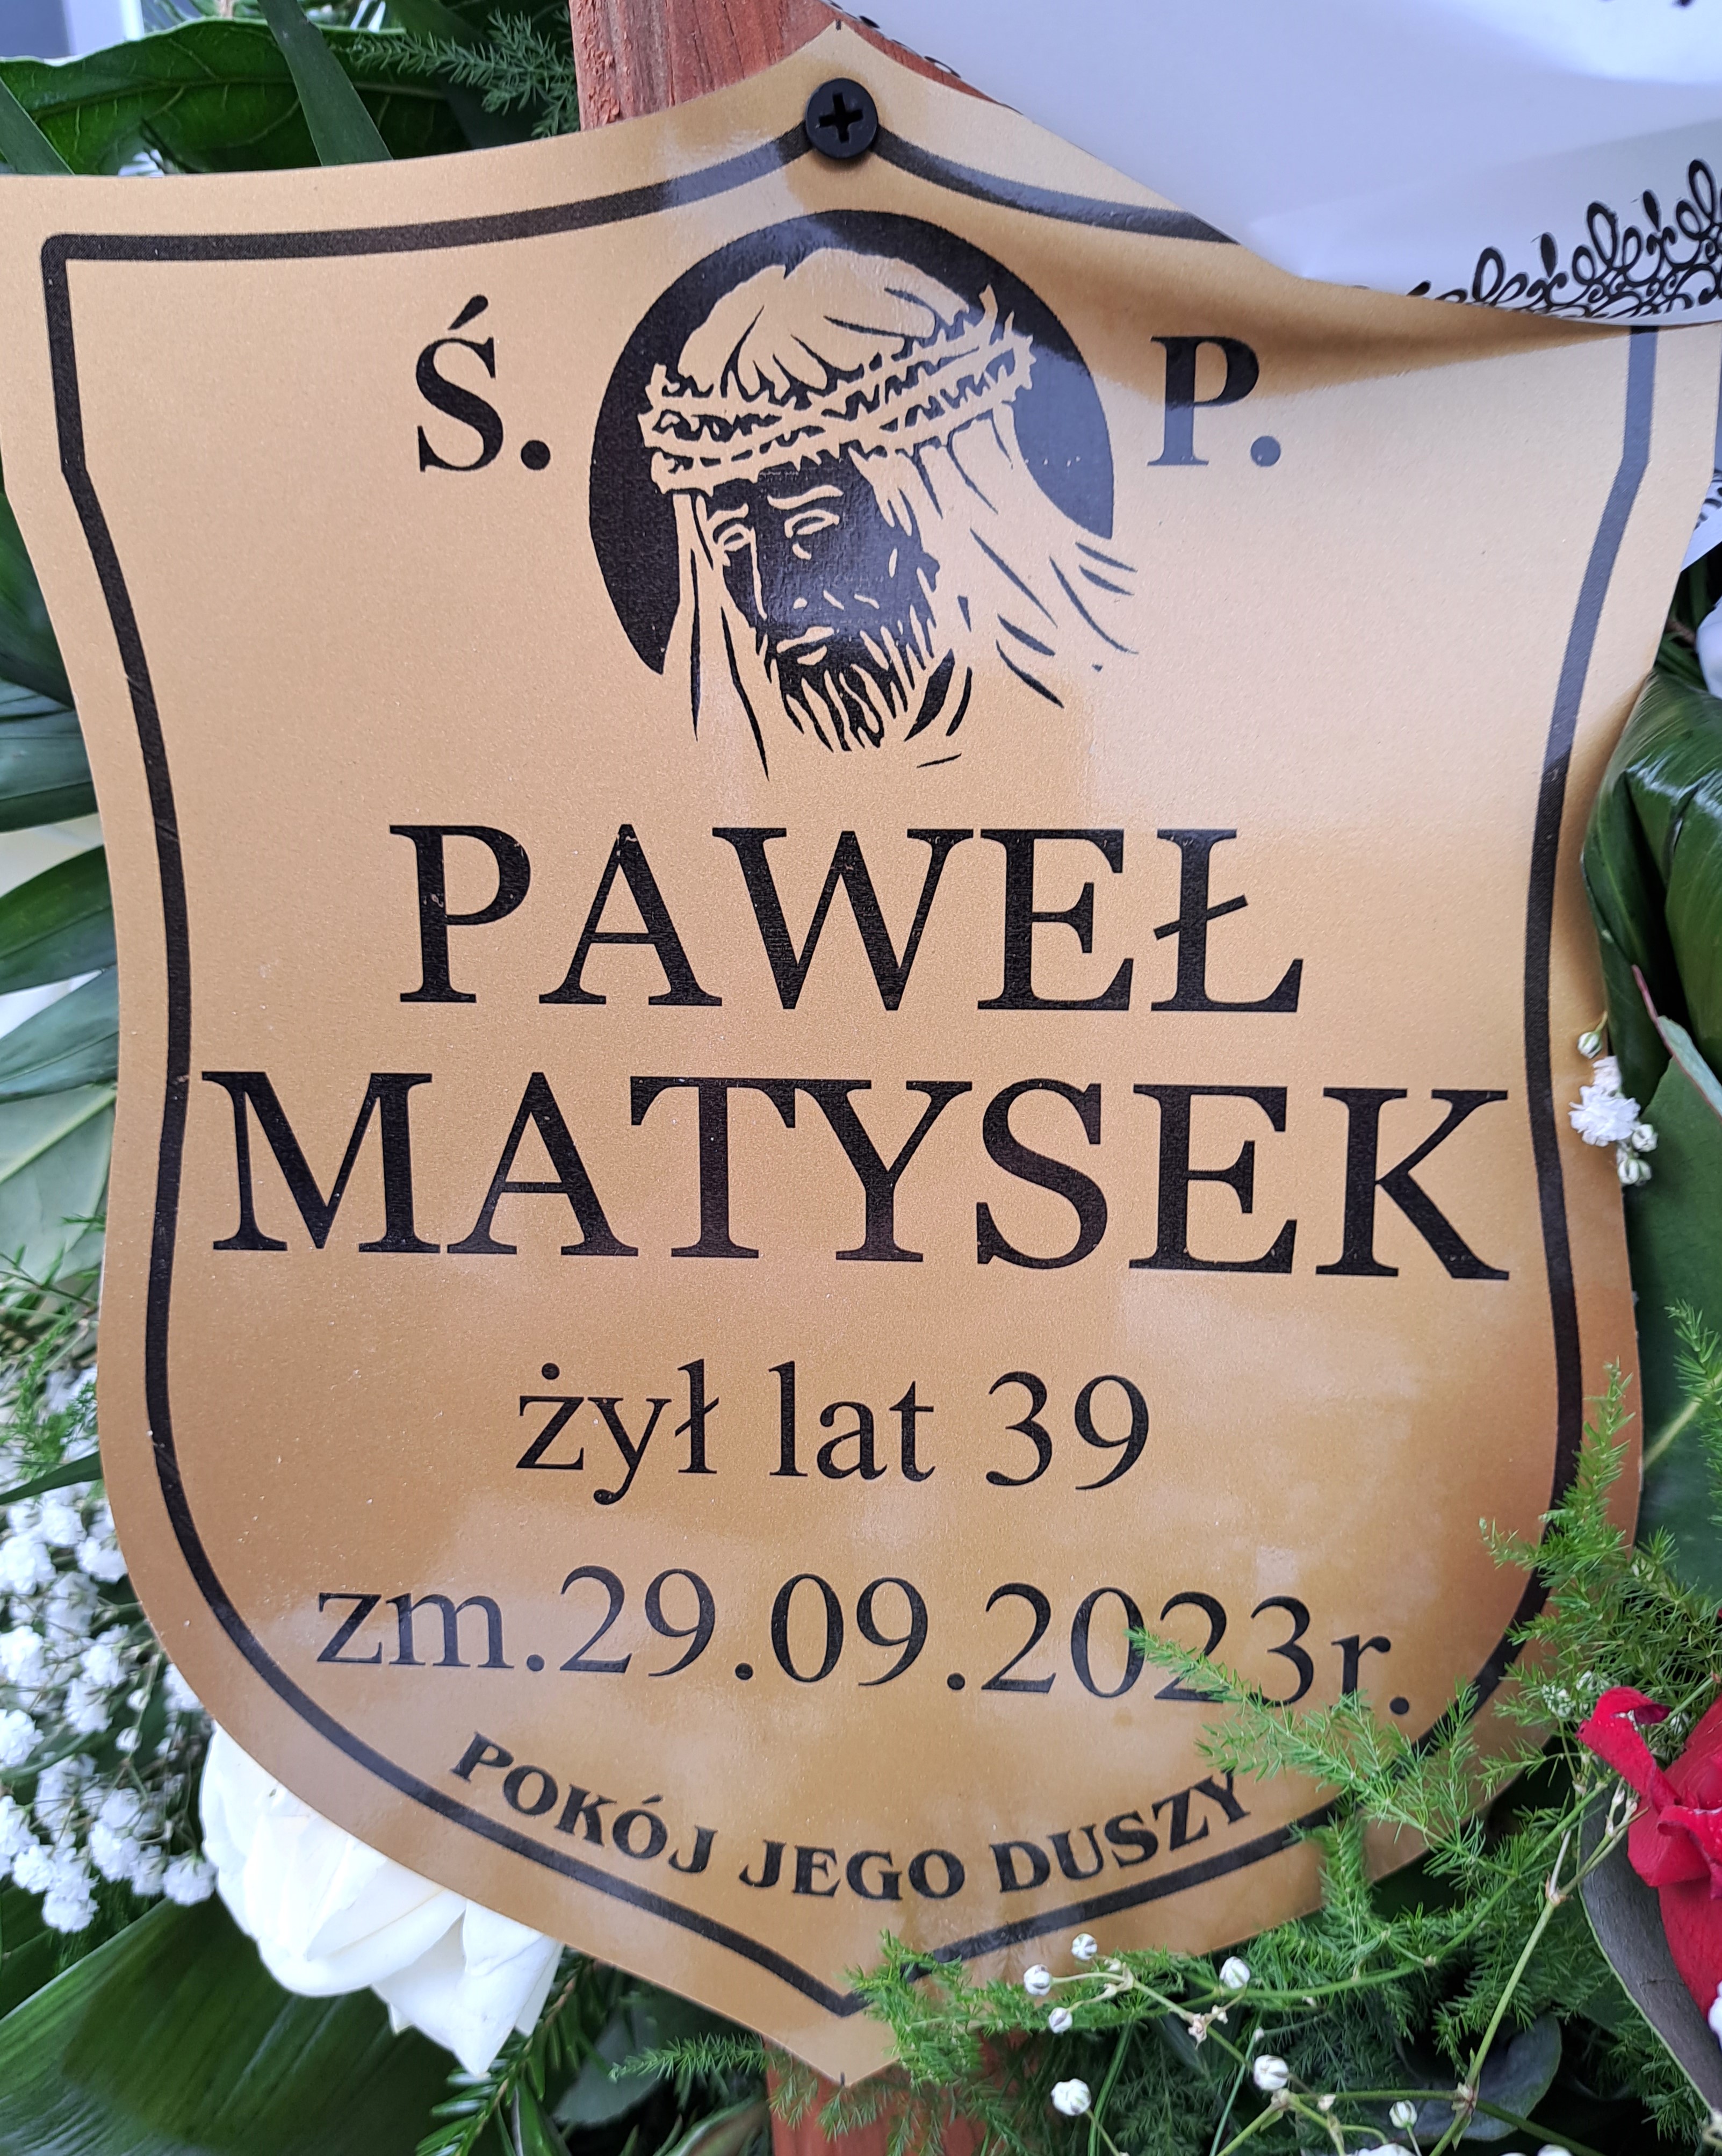 Ś. P.
PAWEŁ
MATYSEK
żył lat 39
zm.29.09.2023r.
POKÓJ JEGO DUSZY